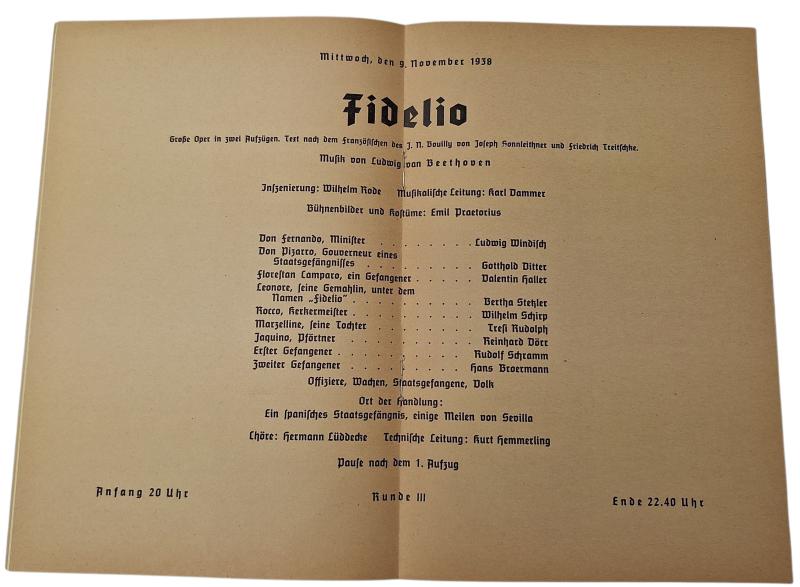 Mittwoch, den 9. November 1938
Fidelio
Große Oper in zwei Aufzügen. Text nach dem Französischen des J. N. Bouilly von Joseph Sonnleithner und Friedrich Treitschke.
Musik von Ludwig van Beethoven
Inszenierung: Wilhelm Rode Musikalische Leitung: Karl Dammer
Bühnenbilder und Kostüme: Emil Praetorius
Don Fernando, Minister . . . . . . . . Ludwig Windisch
Don Pizarro, Gouverneur eines
Staatsgefängnisses . . . . . . . . . Gotthold Ditter
Florestan Lamparo, ein Gefangener . . . . . Valentin Haller
Leonore, seine Gemahlin, unter dem
Namen „Fidelio“ . . . . . . . . . Bertha Stetzler
Rocco, Kerkermeister . . . . . . . . . Wilhelm Schirp
Marzelline, seine Tochter . . . . . . . . Tresi Rudolph
Jaquino, Pförtner . . . . . . . . . Reinhard Dörr
Erster Gefangener . . . . . . . . . Rudolf Schramm
Zweiter Gefangener . . . . . . . . Hans Broermann
Offiziere, Wachen, Staatsgefangene, Volk
Ort der Handlung:
Ein spanisches Staatsgefängnis, einige Meilen von Sevilla
Chöre: Hermann Lüddecke Technische Leitung: Kurt Hemmerling
Pause nach dem 1. Aufzug
Anfang 20 Uhr Runde III Ende 22.40 Uhr